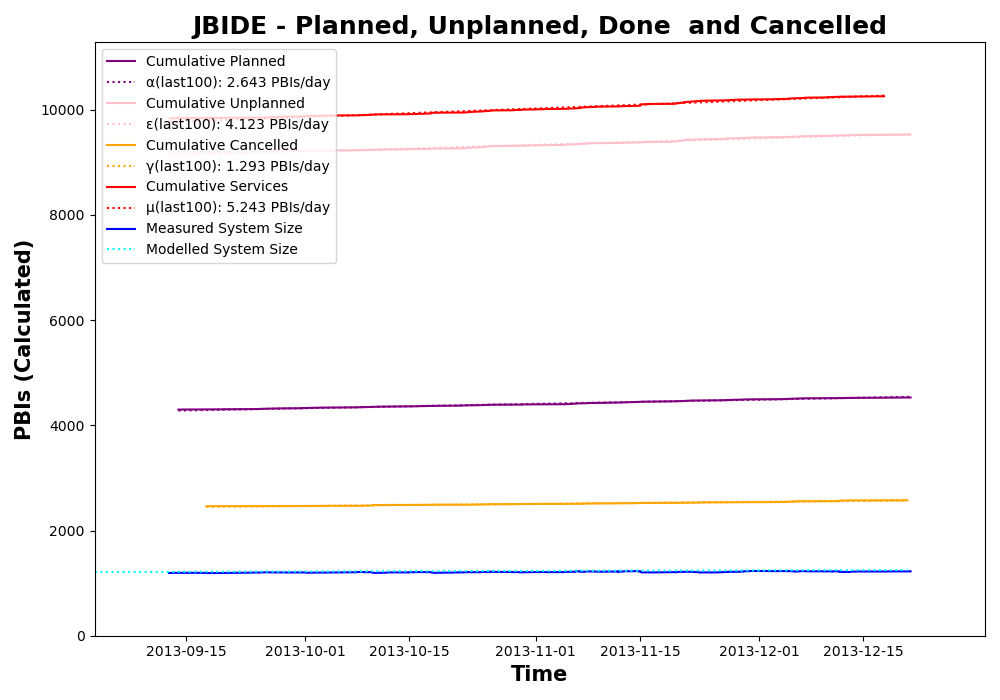 JBIDE - Planned, Unplanned, Done  and Cancelled
Cumulative Planned
α(last100): 2.643 PBIs/day
Cumulative Unplanned
ε(last100): 4.123 PBIs/day
Cumulative Cancelled
γ(last100): 1.293 PBIs/day
Cumulative Services
μ(last100): 5.243 PBIs/day
Measured System Size
Modelled System Size
PBIs (Calculated)
10000
8000
6000
4000
2000
0
2013-09-15 2013-10-01 2013-10-15 2013-11-01 2013-11-15 2013-12-01 2013-12-15
Time